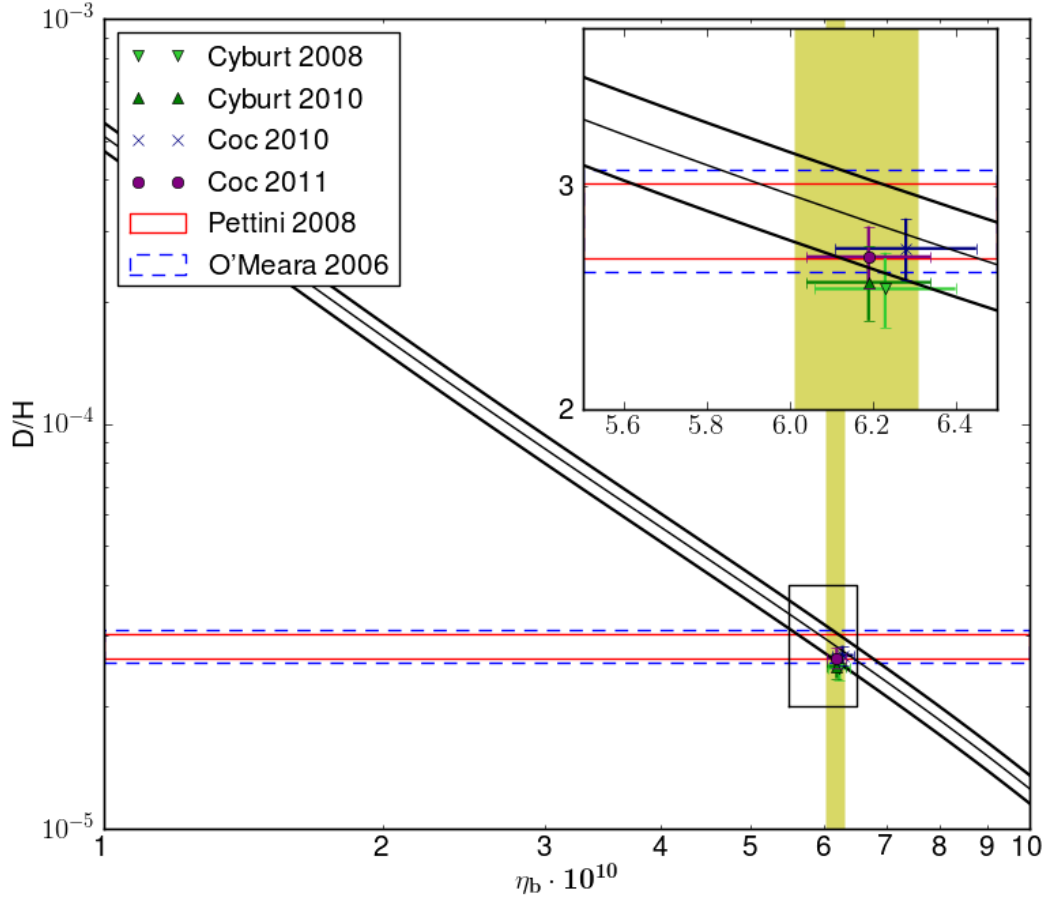 10⁻³
10⁻⁴
10⁻⁵
D/H
Cyburt 2008
Cyburt 2010
Coc 2010
Coc 2011
Pettini 2008
O'Meara 2006
3
2
5.6 5.8 6.0 6.2 6.4
1 2 3 4 5 6 7 8 9 10
η_b · 10¹⁰